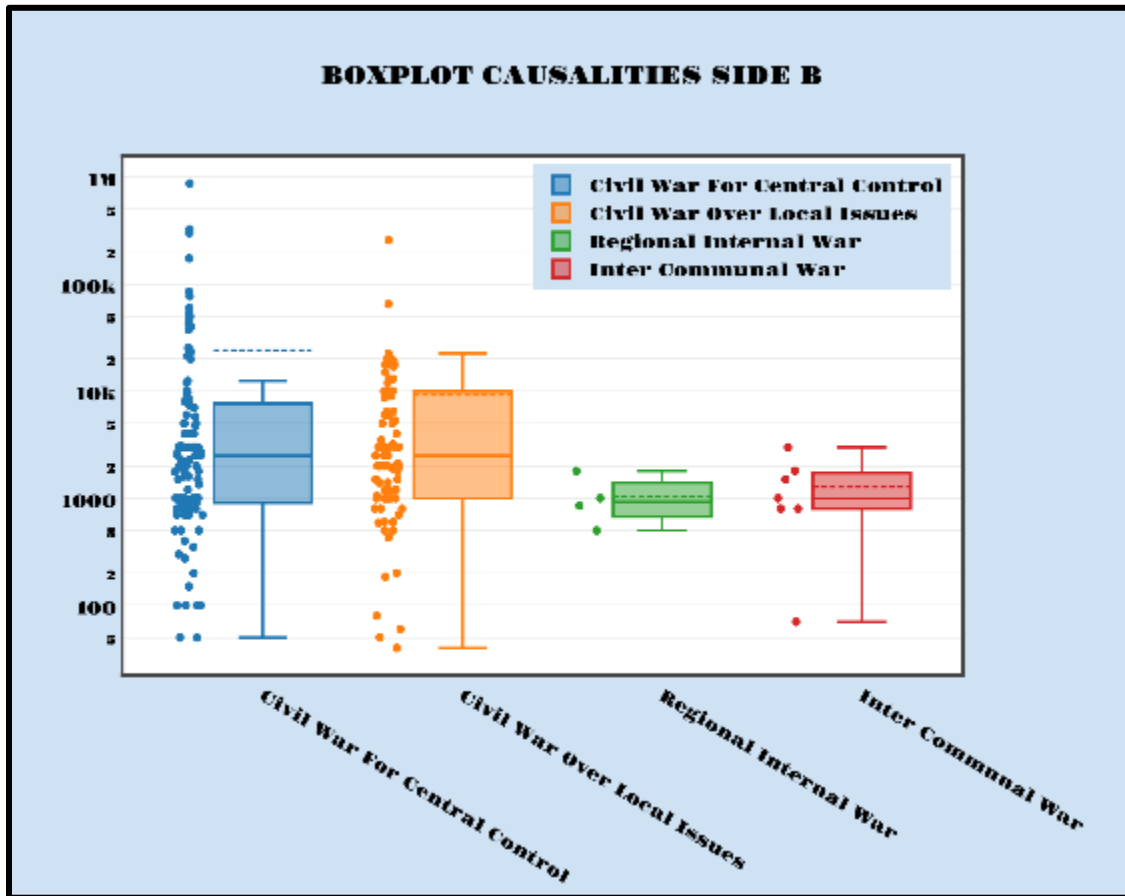 BOXPLOT CAUSALITIES SIDE B
1M
5
2
100k
5
2
10k
5
2
1000
5
2
100
5
Civil War For Central Control
Civil War Over Local Issues
Regional Internal War
Inter Communal War
Civil War For Central Control
Civil War Over Local Issues
Regional Internal War
Inter Communal War